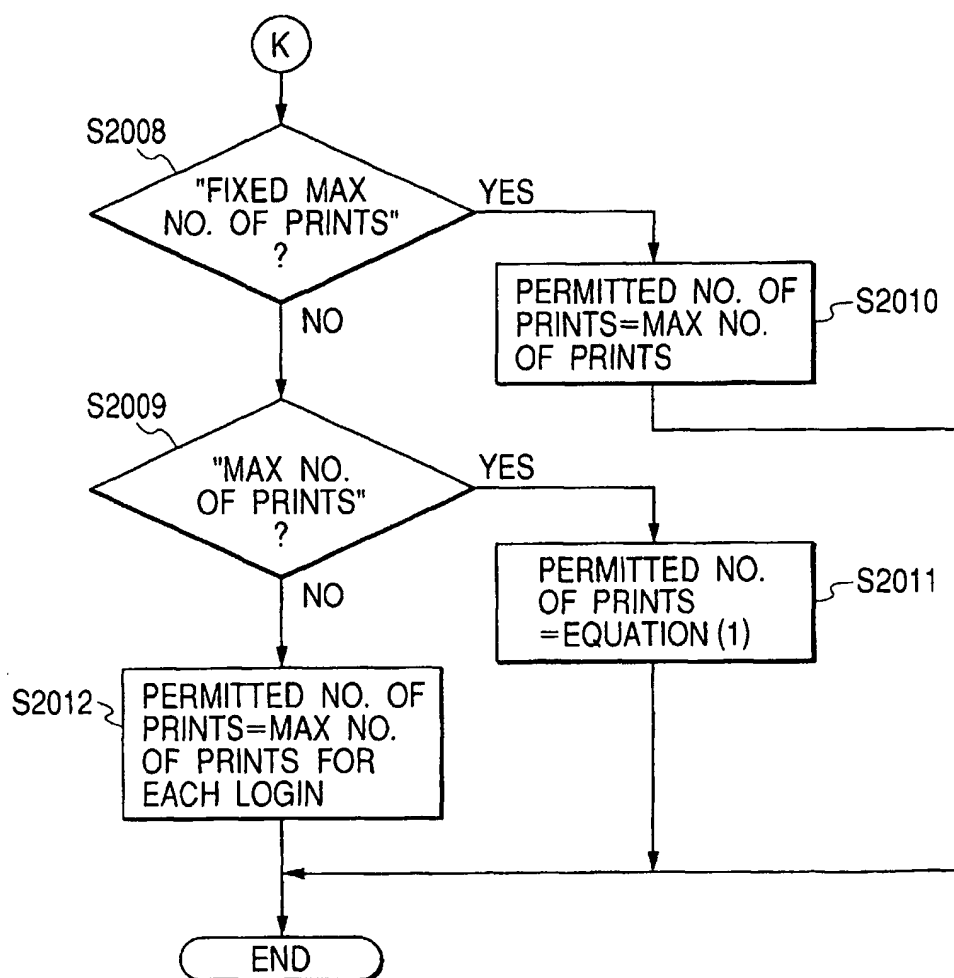 K
S2008
"FIXED MAX
NO. OF PRINTS"
?
YES
NO
PERMITTED NO. OF
PRINTS=MAX NO.
OF PRINTS
S2010
S2009
"MAX NO.
OF PRINTS"
?
YES
NO
PERMITTED NO.
OF PRINTS
=EQUATION (1)
S2011
S2012
PERMITTED NO. OF
PRINTS=MAX NO.
OF PRINTS FOR
EACH LOGIN
END